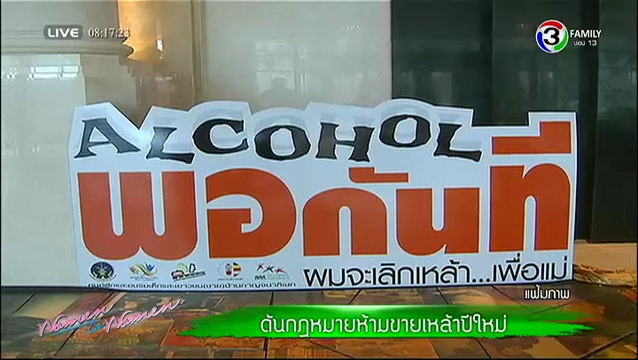 LIVE 08:17:23
3 FAMILY
ช่อง 13
ALCOHOL
พอกันที
ผมจะเลิกเหล้า...เพื่อแม่
แฟ้มภาพ
Women to Women
ดันกฎหมายห้ามขายเหล้าปีใหม่